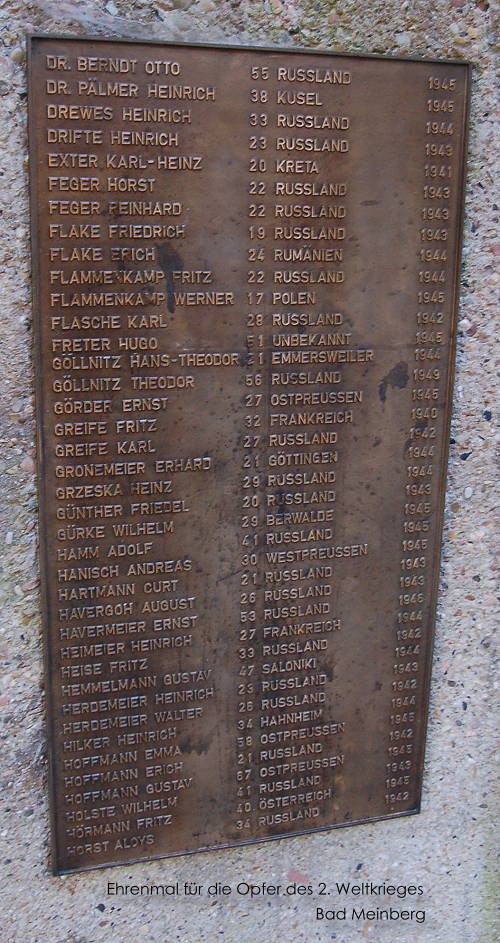 DR. BERNDT OTTO 55 RUSSLAND 1945
DR. PÄLMER HEINRICH 38 KUSEL 1945
DREWES HEINRICH 33 RUSSLAND 1944
DRIFTE HEINRICH 23 RUSSLAND 1943
EXTER KARL-HEINZ 20 KRETA 1941
FEGER HORST 22 RUSSLAND 1943
FEGER REINHARD 22 RUSSLAND 1943
FLAKE FRIEDRICH 19 RUSSLAND 1943
FLAKE ERICH 24 RUMÄNIEN 1944
FLAMMENKAMP FRITZ 22 RUSSLAND 1944
FLAMMENKAMP WERNER 17 POLEN 1945
FLASCHE KARL 28 RUSSLAND 1942
FRETER HUGO 51 UNBEKANNT 1945
GÖLLNITZ HANS-THEODOR 21 EMMERSWEILER 1944
GÖLLNITZ THEODOR 56 RUSSLAND 1949
GÖRDER ERNST 27 OSTPREUSSEN 1945
GREIFE FRITZ 32 FRANKREICH 1940
GREIFE KARL 27 RUSSLAND 1942
GRONEMEIER ERHARD 21 GÖTTINGEN 1944
GRZESKA HEINZ 29 RUSSLAND 1944
GÜNTHER FRIEDEL 20 RUSSLAND 1943
GÜRKE WILHELM 29 BERWALDE 1945
HAMM ADOLF 41 RUSSLAND 1945
HANISCH ANDREAS 30 WESTPREUSSEN 1945
HARTMANN CURT 21 RUSSLAND 1943
HAVERGOH AUGUST 26 RUSSLAND 1943
HAVERMEIER ERNST 53 RUSSLAND 1945
HEIMEIER HEINRICH 27 FRANKREICH 1944
HEISE FRITZ 33 RUSSLAND 1942
HEMMELMANN GUSTAV 47 SALONIKI 1944
HERDEMEIER HEINRICH 23 RUSSLAND 1943
HERDEMEIER WALTER 26 RUSSLAND 1942
HILKER HEINRICH 34 HAHNHEIM 1944
HOFFMANN EMMA 58 OSTPREUSSEN 1945
HOFFMANN ERICH 21 RUSSLAND 1942
HOFFMANN GUSTAV 67 OSTPREUSSEN 1945
HOLSTE WILHELM 41 RUSSLAND 1943
HÖRMANN FRITZ 40 ÖSTERREICH 1945
HORST ALOYS 34 RUSSLAND 1942
Ehrenmal für die Opfer des 2. Weltkrieges
Bad Meinberg